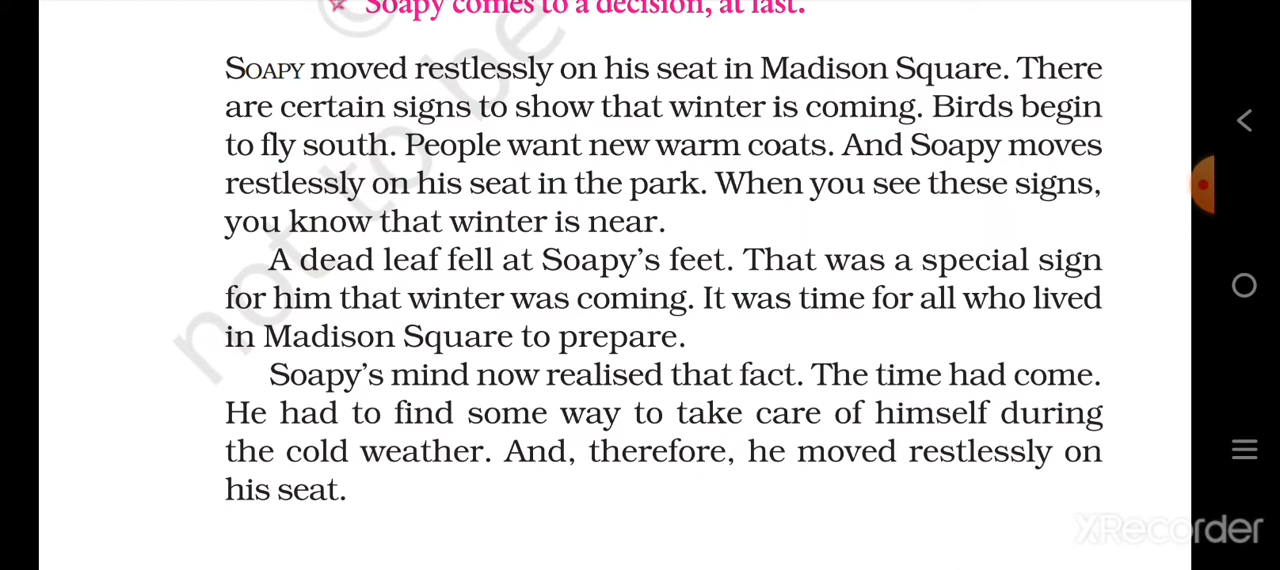 Soapy comes to a decision, at last.
SOAPY moved restlessly on his seat in Madison Square. There
are certain signs to show that winter is coming. Birds begin
to fly south. People want new warm coats. And Soapy moves
restlessly on his seat in the park. When you see these signs,
you know that winter is near.
A dead leaf fell at Soapy's feet. That was a special sign
for him that winter was coming. It was time for all who lived
in Madison Square to prepare.
Soapy's mind now realised that fact. The time had come.
He had to find some way to take care of himself during
the cold weather. And, therefore, he moved restlessly on
his seat.
not to be
XRecorder